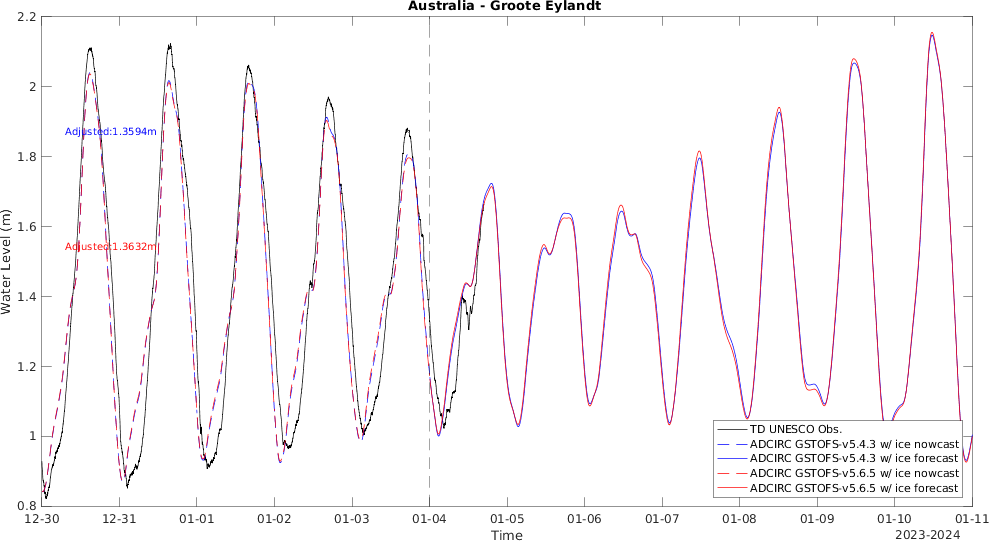 Australia - Groote Eylandt
2.2
2
1.8
1.6
1.4
1.2
1
0.8
Water Level (m)
Adjusted:1.3594m
Adjusted:1.3632m
TD UNESCO Obs.
ADCIRC GSTOFS-v5.4.3 w/ ice nowcast
ADCIRC GSTOFS-v5.4.3 w/ ice forecast
ADCIRC GSTOFS-v5.6.5 w/ ice nowcast
ADCIRC GSTOFS-v5.6.5 w/ ice forecast
12-30 12-31 01-01 01-02 01-03 01-04 01-05 01-06 01-07 01-08 01-09 01-10 01-11
Time
2023-2024